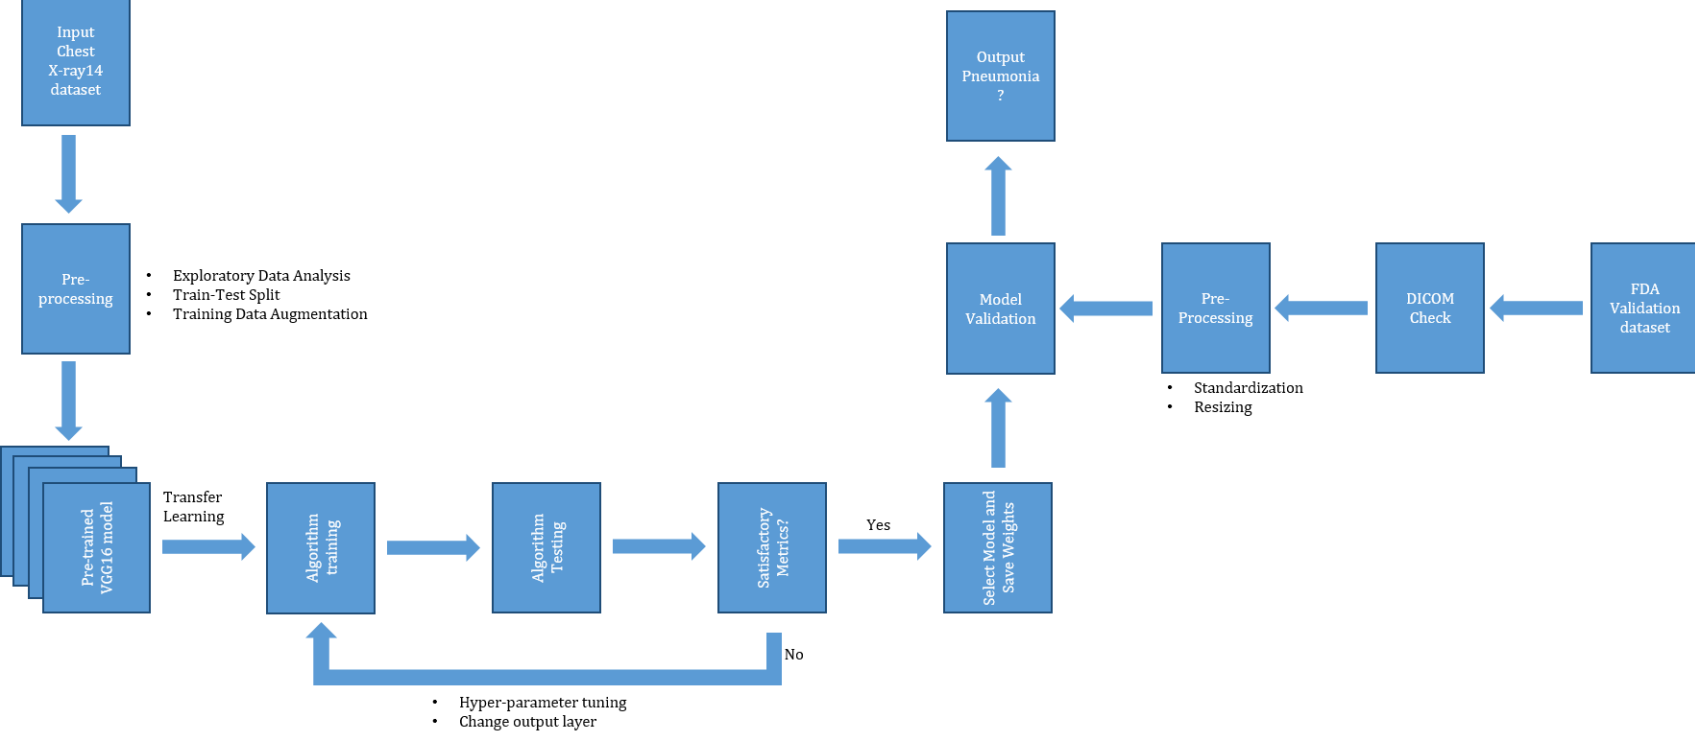 Input
Chest
X-ray14
dataset
Pre-
processing
• Exploratory Data Analysis
• Train-Test Split
• Training Data Augmentation
Pre-trained
VGG16 model
Transfer
Learning
Algorithm
training
Algorithm
Testing
Satisfactory
Metrics?
Yes
No
• Hyper-parameter tuning
• Change output layer
Select Model and
Save Weights
Output
Pneumonia
?
Model
Validation
Pre-
Processing
• Standardization
• Resizing
DICOM
Check
FDA
Validation
dataset